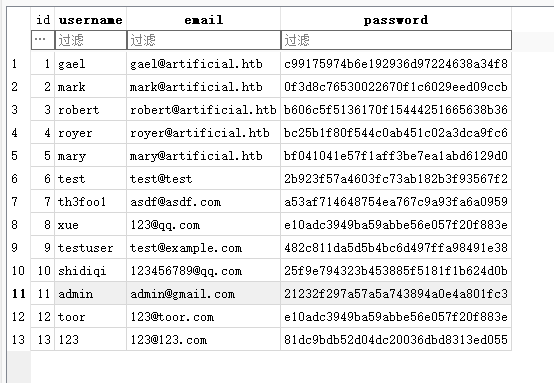 id username email password
… 过滤 过滤 过滤
1 1 gael gael@artificial.htb c99175974b6e192936d97224638a34f8
2 2 mark mark@artificial.htb 0f3d8c76530022670f1c6029eed09ccb
3 3 robert robert@artificial.htb b606c5f5136170f15444251665638b36
4 4 royer royer@artificial.htb bc25b1f80f544c0ab451c02a3dca9fc6
5 5 mary mary@artificial.htb bf041041e57f1aff3be7ea1abd6129d0
6 6 test test@test 2b923f57a4603fc73ab182b3f93567f2
7 7 th3foo1 asdf@asdf.com a53af714648754ea767c9a93fa6a0959
8 8 xue 123@qq.com e10adc3949ba59abbe56e057f20f883e
9 9 testuser test@example.com 482c811da5d5b4bc6d497ffa98491e38
10 10 shidiqi 123456789@qq.com 25f9e794323b453885f5181f1b624d0b
11 11 admin admin@gmail.com 21232f297a57a5a743894a0e4a801fc3
12 12 toor 123@toor.com e10adc3949ba59abbe56e057f20f883e
13 13 123 123@123.com 81dc9bdb52d04dc20036dbd8313ed055